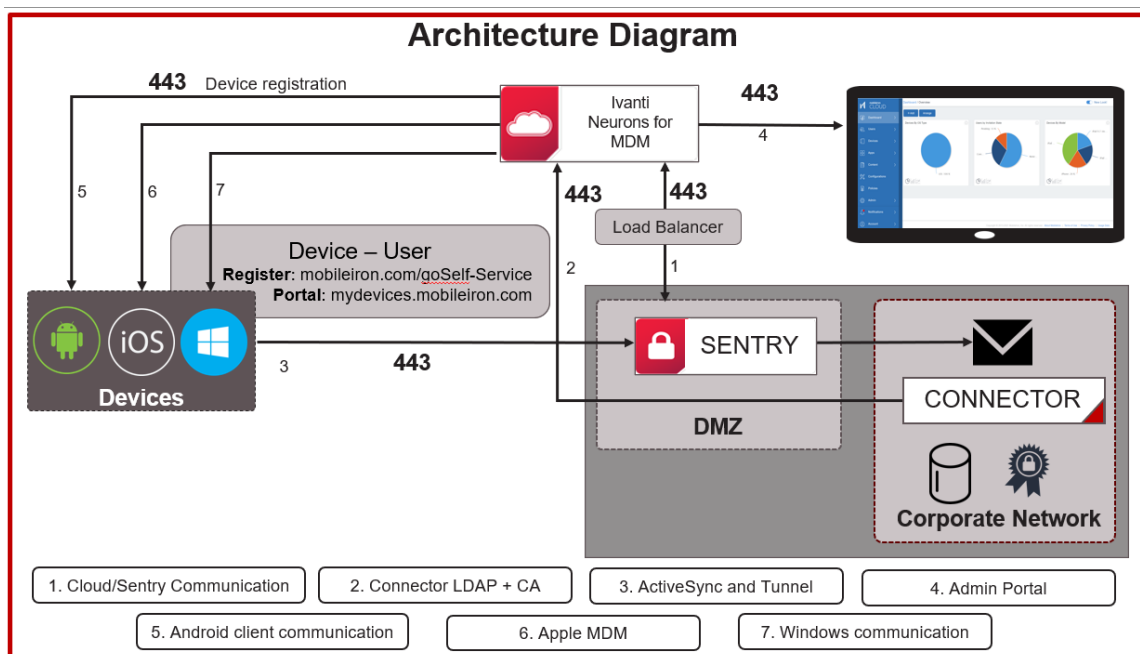 Architecture Diagram
443 Device registration
Ivanti
Neurons for
MDM
443
4
5
6
7
443
443
Load Balancer
2
1
Device – User
Register: mobileiron.com/goSelf-Service
Portal: mydevices.mobileiron.com
iOS
Devices
3
443
SENTRY
DMZ
CONNECTOR
Corporate Network
1. Cloud/Sentry Communication
2. Connector LDAP + CA
3. ActiveSync and Tunnel
4. Admin Portal
5. Android client communication
6. Apple MDM
7. Windows communication